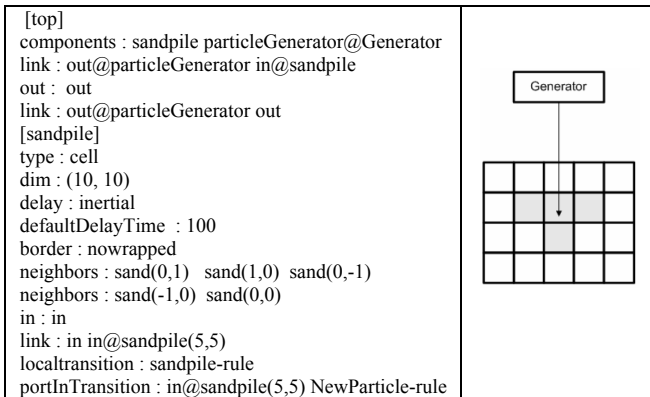 [top]
components : sandpile particleGenerator@Generator
link : out@particleGenerator in@sandpile
out : out
link : out@particleGenerator out
[sandpile]
type : cell
dim : (10, 10)
delay : inertial
defaultDelayTime : 100
border : nowrapped
neighbors : sand(0,1) sand(1,0) sand(0,-1)
neighbors : sand(-1,0) sand(0,0)
in : in
link : in in@sandpile(5,5)
localtransition : sandpile-rule
portInTransition : in@sandpile(5,5) NewParticle-rule
Generator